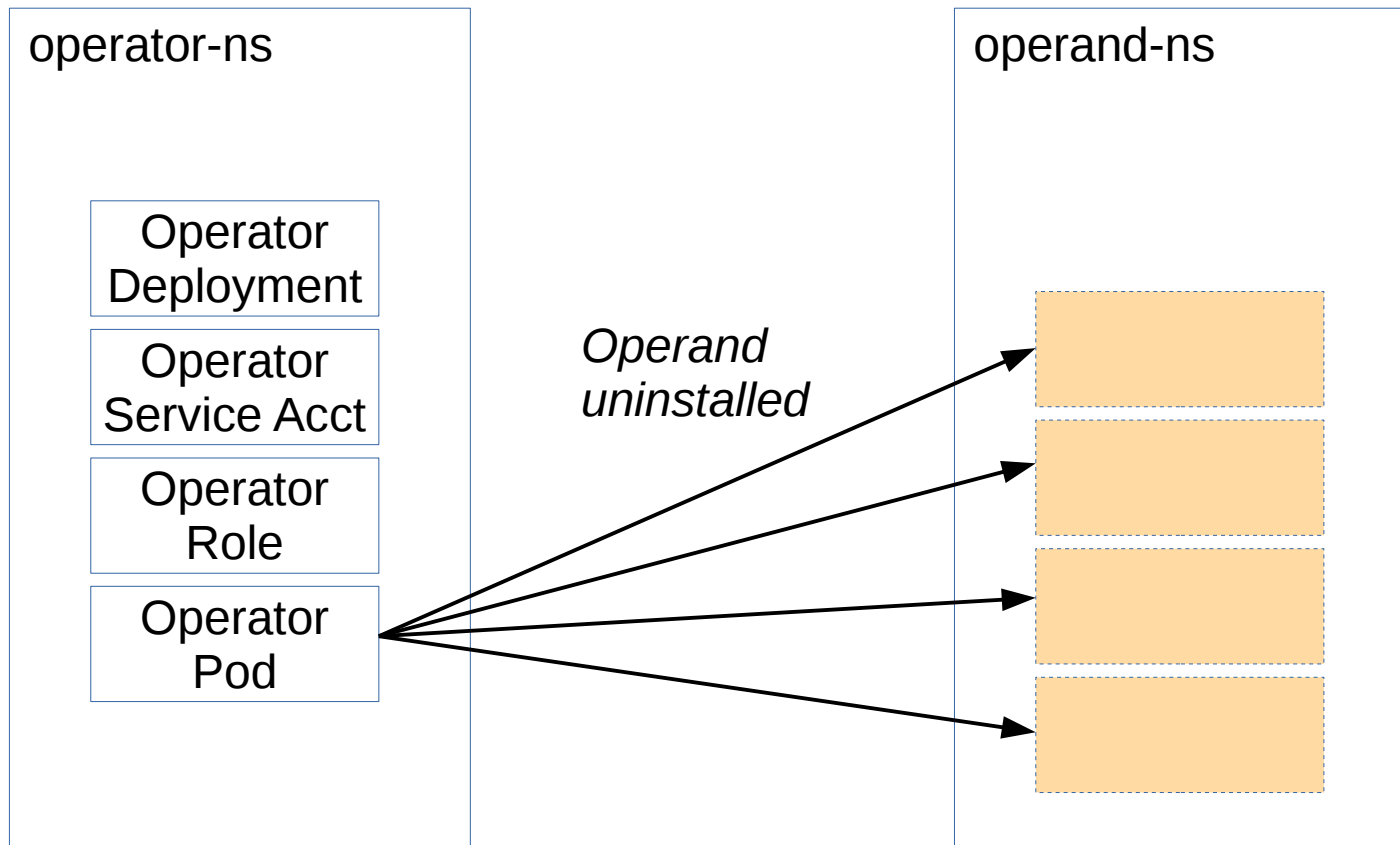 operator-ns
operand-ns
Operator
Deployment
Operator
Service Acct
Operator
Role
Operator
Pod
Operand
uninstalled